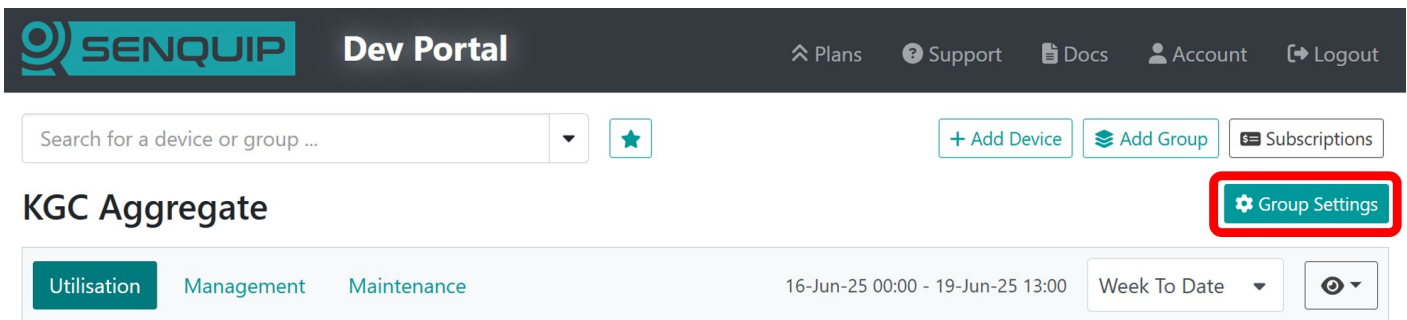 SENQUIP Dev Portal Plans Support Docs Account Logout
Search for a device or group ... + Add Device Add Group Subscriptions
KGC Aggregate Group Settings
Utilisation Management Maintenance 16-Jun-25 00:00 - 19-Jun-25 13:00 Week To Date